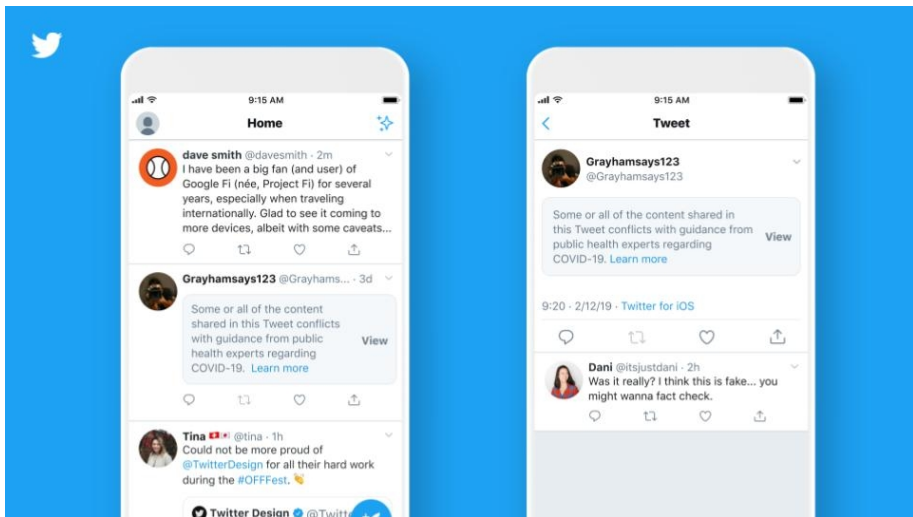 9:15 AM
Home
dave smith @davesmith · 2m
I have been a big fan (and user) of
Google Fi (née, Project Fi) for several
years, especially when traveling
internationally. Glad to see it coming to
more devices, albeit with some caveats...
Grayhamsays123 @Grayhams... · 3d
Some or all of the content
shared in this Tweet conflicts
with guidance from public
health experts regarding
COVID-19. Learn more
View
Tina @tina · 1h
Could not be more proud of
@TwitterDesign for all their hard work
during the #OFFFest. 👏
Twitter Design @Twitte
9:15 AM
Tweet
Grayhamsays123
@Grayhamsays123
Some or all of the content shared in
this Tweet conflicts with guidance from
public health experts regarding
COVID-19. Learn more
View
9:20 · 2/12/19 · Twitter for iOS
Dani @itsjustdani · 2h
Was it really? I think this is fake... you
might wanna fact check.